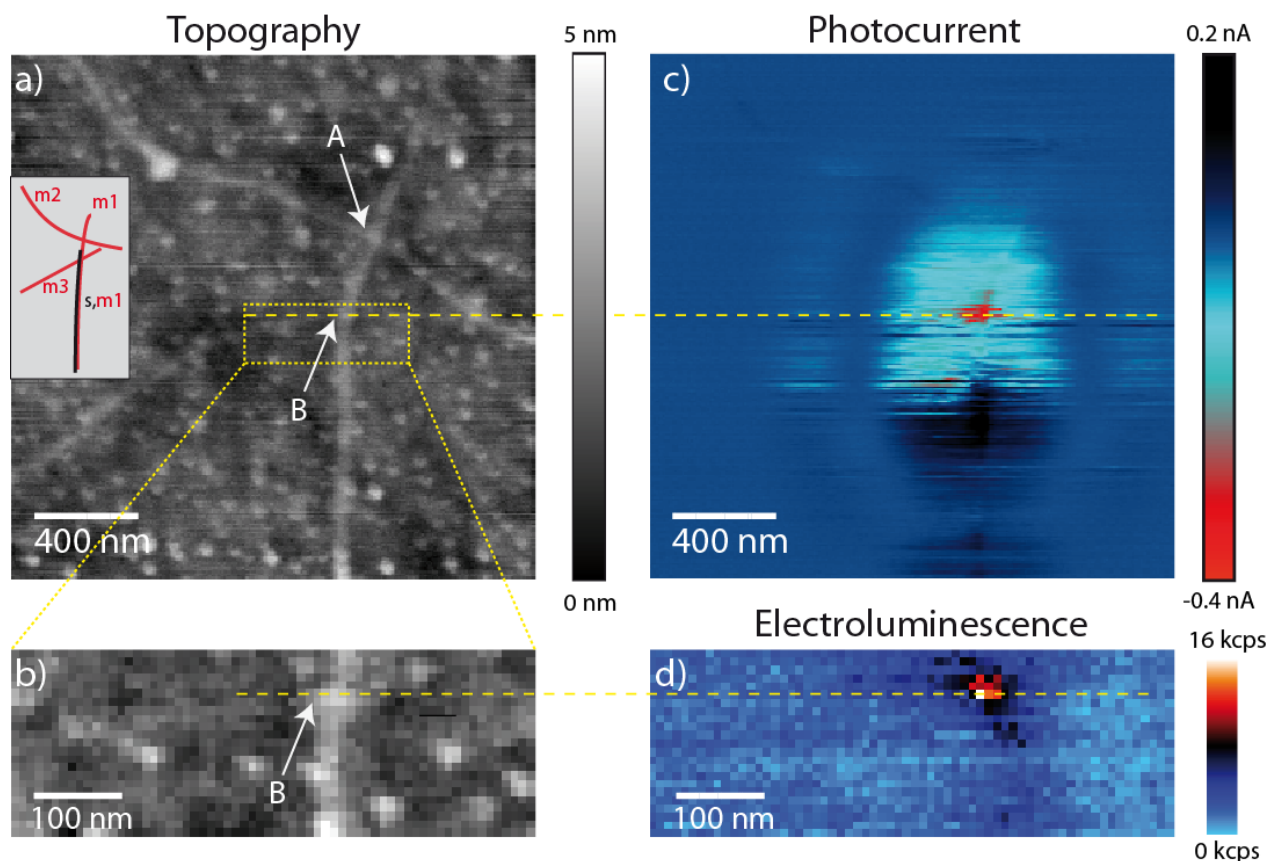 Topography
5 nm
Photocurrent
0.2 nA
a)
A
c)
m2
m1
m3
s,m1
B
400 nm
0 nm
400 nm
-0.4 nA
Electroluminescence
16 kcps
b)
d)
B
100 nm
100 nm
0 kcps